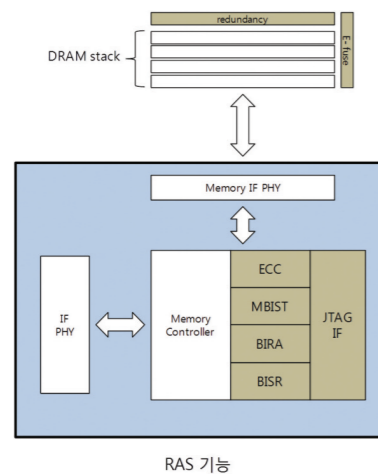 redundancy
DRAM stack
E- fuse
Memory IF PHY
IF
PHY
Memory
Controller
ECC
MBIST
BIRA
BISR
JTAG
IF
RAS 기능